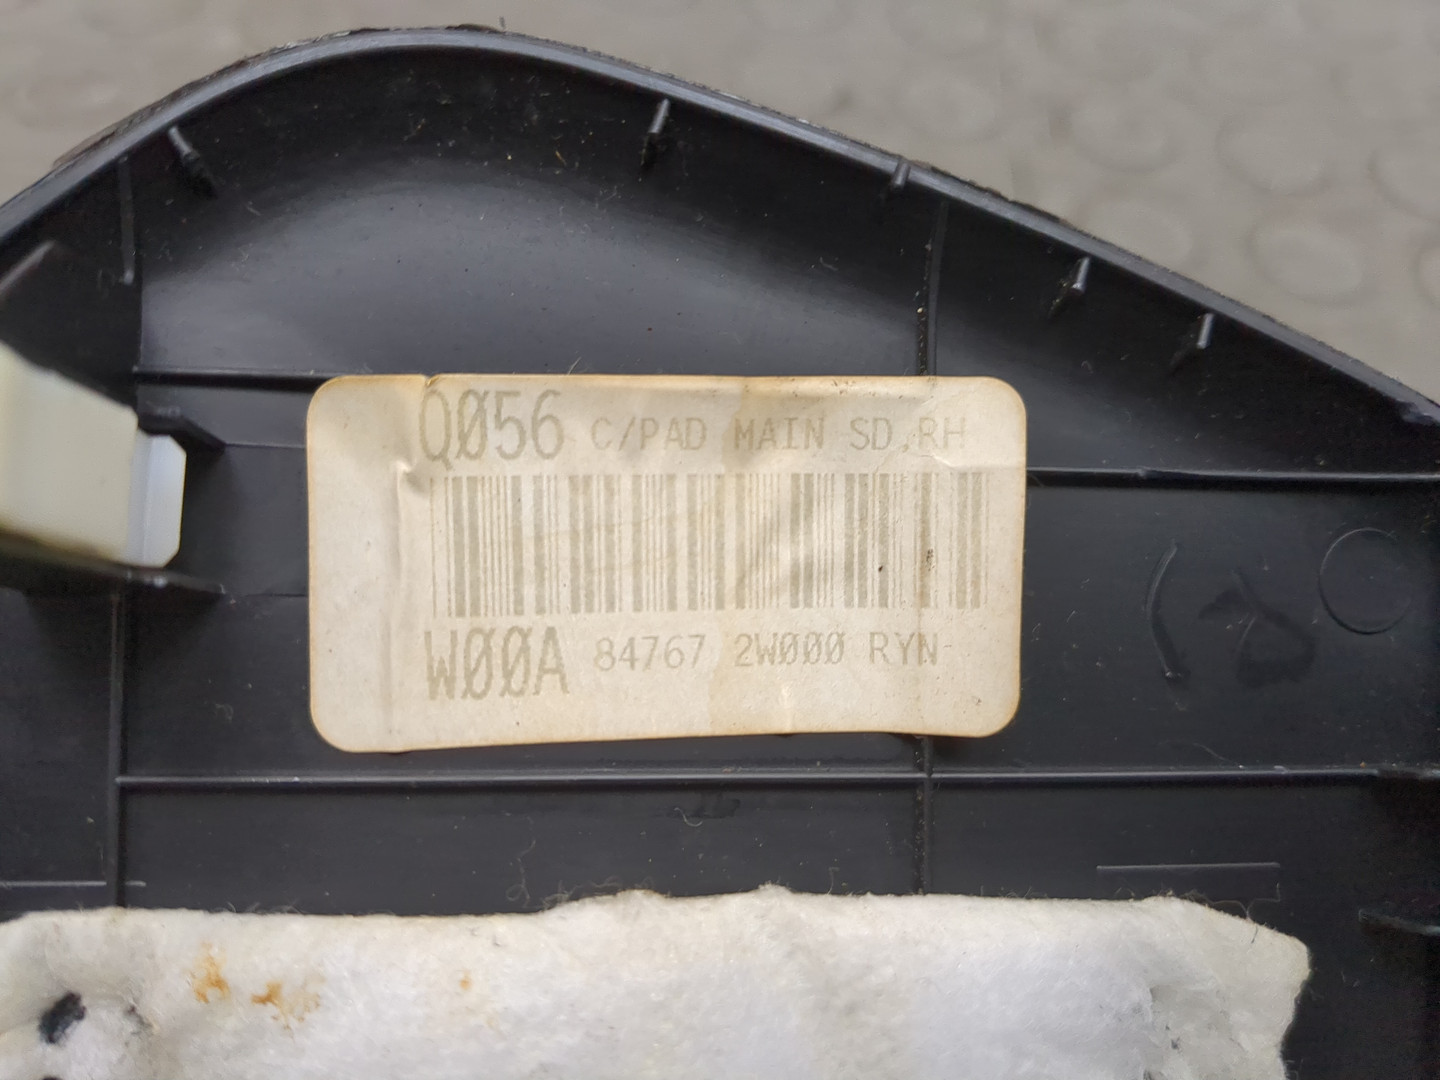 Q056 C/PAD MAIN SD,RH
W00A 84767 2W000 RYN